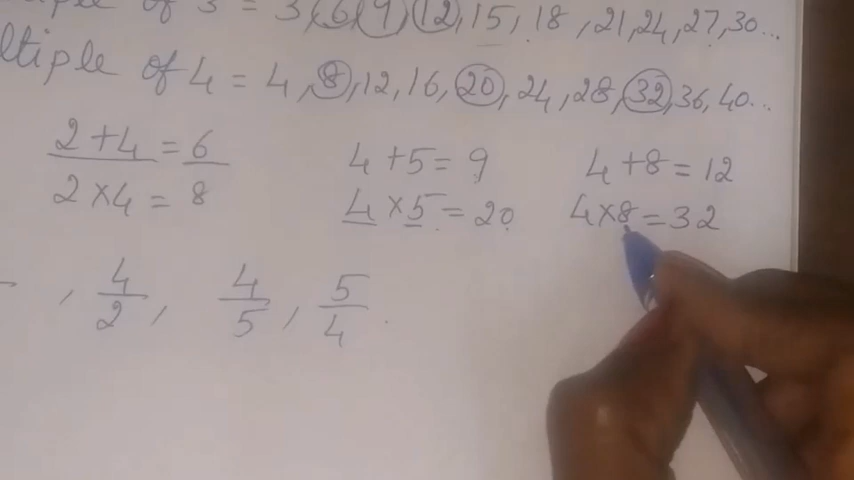 of 3 = 3, 6, 9, 12, 15, 18, 21, 24, 27, 30...
ltiple of 4 = 4, 8, 12, 16, 20, 24, 28, 32, 36, 40...
2+4 = 6 4+5 = 9 4+8 = 12
2×4 = 8 4×5 = 20 4×8 = 32
, 4/2, 4/5, 5/4.